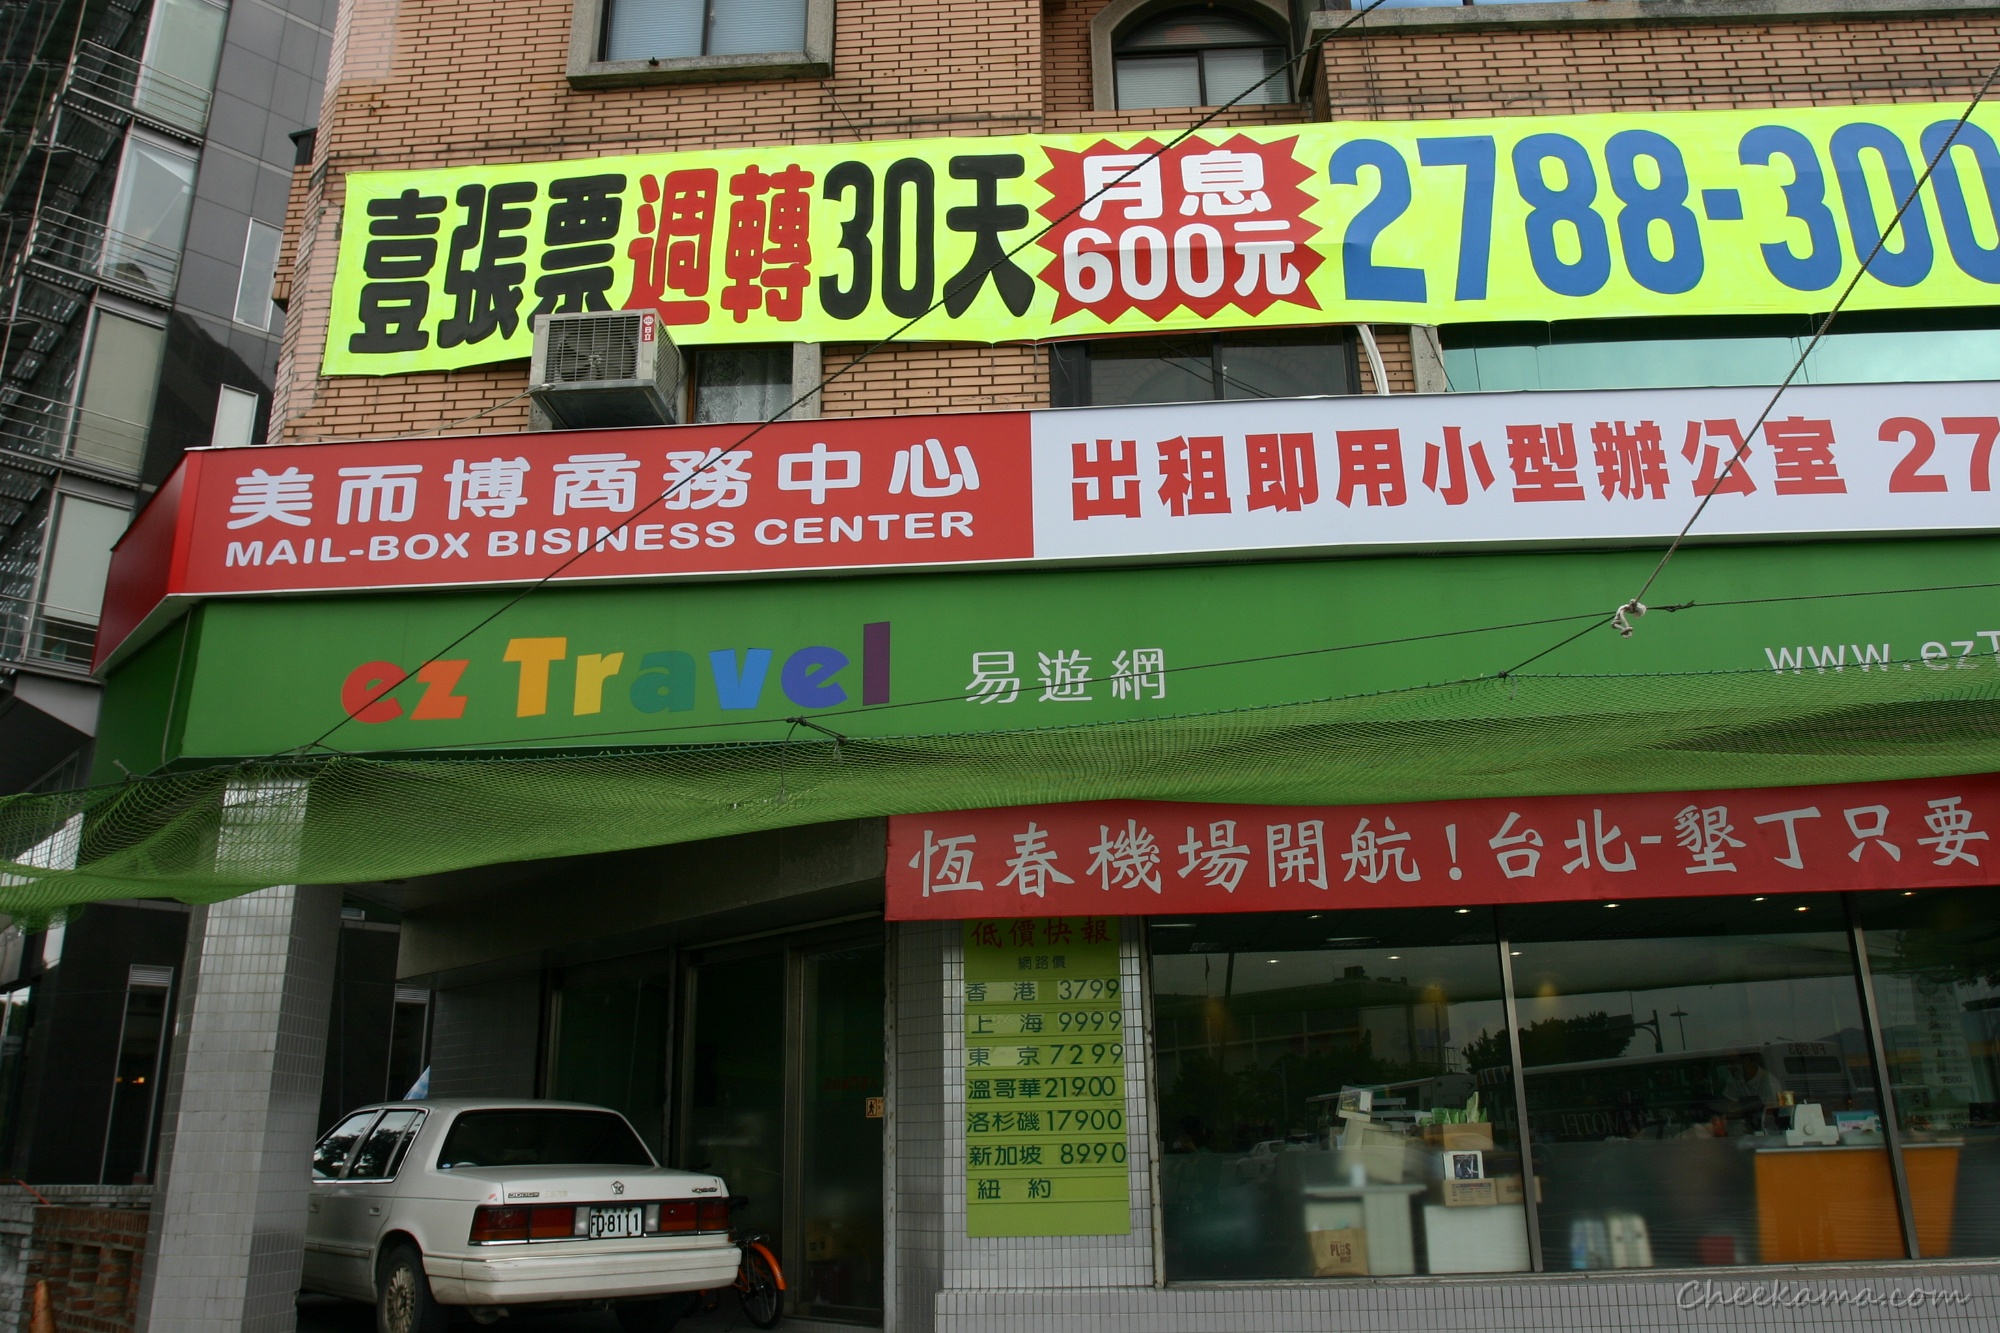 壹張票週轉30天 月息 600元 2788-300
日立
美而博商務中心
MAIL-BOX BISINESS CENTER
出租即用小型辦公室 27
ez Travel 易遊網
www.ezT
恆春機場開航！台北-墾丁只要
低價快報
網路價
香港 3799
上海 9999
東京 7299
溫哥華 21900
洛杉磯 17900
新加坡 8990
紐約
FD-8111
PLUS
Cheekama.com